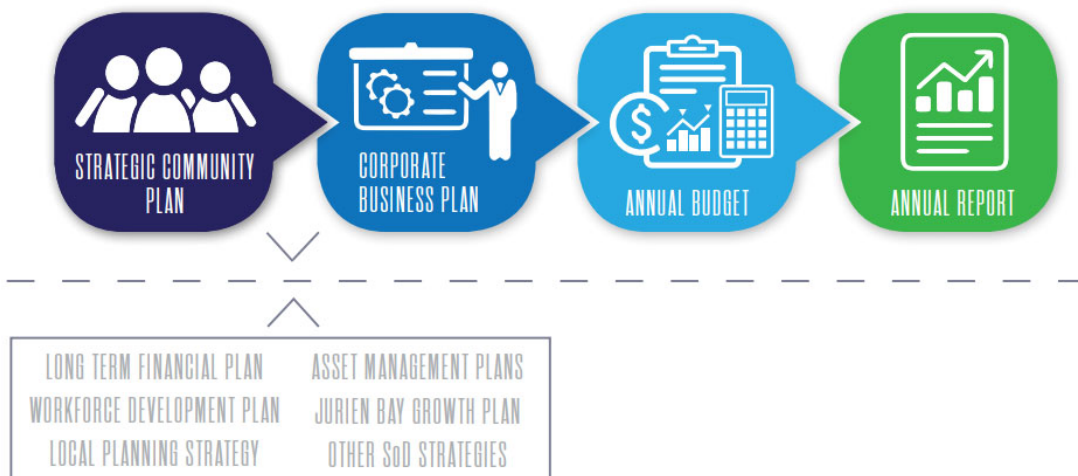 STRATEGIC COMMUNITY
PLAN
CORPORATE
BUSINESS PLAN
ANNUAL BUDGET
ANNUAL REPORT
$
LONG TERM FINANCIAL PLAN
WORKFORCE DEVELOPMENT PLAN
LOCAL PLANNING STRATEGY
ASSET MANAGEMENT PLANS
JURIEN BAY GROWTH PLAN
OTHER SoD STRATEGIES